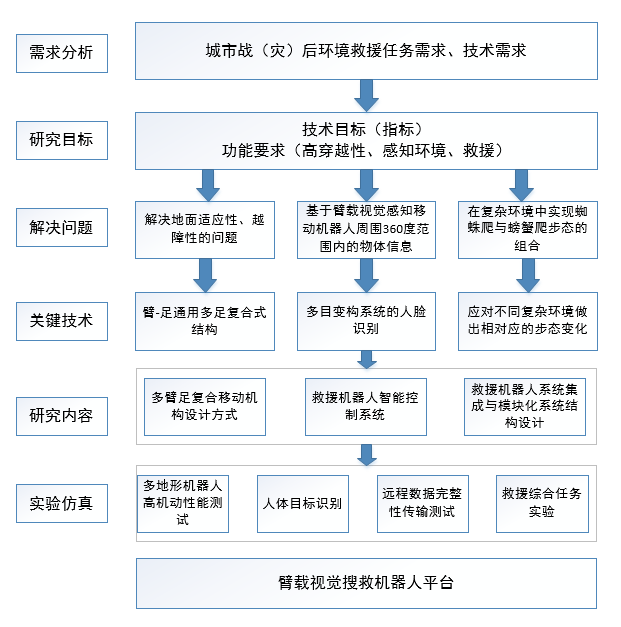 需求分析
城市战（灾）后环境救援任务需求、技术需求
研究目标
技术目标（指标）
功能要求（高穿越性、感知环境、救援）
解决问题
解决地面适应性、越
障性的问题
基于臂载视觉感知移
动机器人周围360度范
围内的物体信息
在复杂环境中实现蜘
蛛爬与螃蟹爬步态的
组合
关键技术
臂-足通用多足复合式
结构
多目变构系统的人脸
识别
应对不同复杂环境做
出相对应的步态变化
研究内容
多臂足复合移动机
构设计方式
救援机器人智能控
制系统
救援机器人系统集
成与模块化系统结
构设计
实验仿真
多地形机器人
高机动性能测
试
人体目标识别
远程数据完整
性传输测试
救援综合任务
实验
臂载视觉搜救机器人平台